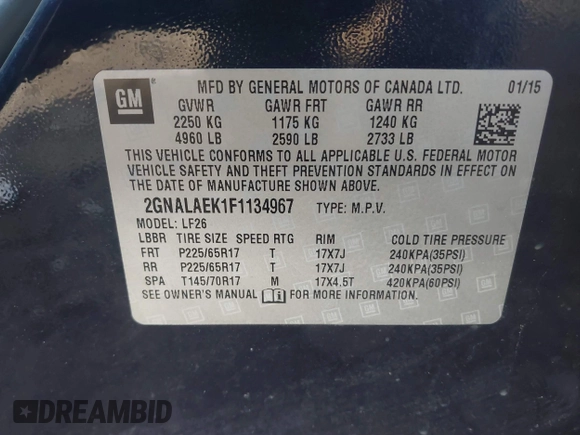 GM
MFD BY GENERAL MOTORS OF CANADA LTD. 01/15
GVWR GAWR FRT GAWR RR
2250 KG 1175 KG 1240 KG
4960 LB 2590 LB 2733 LB
THIS VEHICLE CONFORMS TO ALL APPLICABLE U.S. FEDERAL MOTOR
VEHICLE SAFETY AND THEFT PREVENTION STANDARDS IN EFFECT ON
THE DATE OF MANUFACTURE SHOWN ABOVE.
2GNALAEK1F1134967 TYPE: M.P.V.
MODEL: LF26
LBBR TIRE SIZE SPEED RTG RIM COLD TIRE PRESSURE
FRT P225/65R17 T 17X7J 240KPA(35PSI)
RR P225/65R17 T 17X7J 240KPA(35PSI)
SPA T145/70R17 M 17X4.5T 420KPA(60PSI)
SEE OWNER'S MANUAL FOR MORE INFORMATION.
DREAMBID